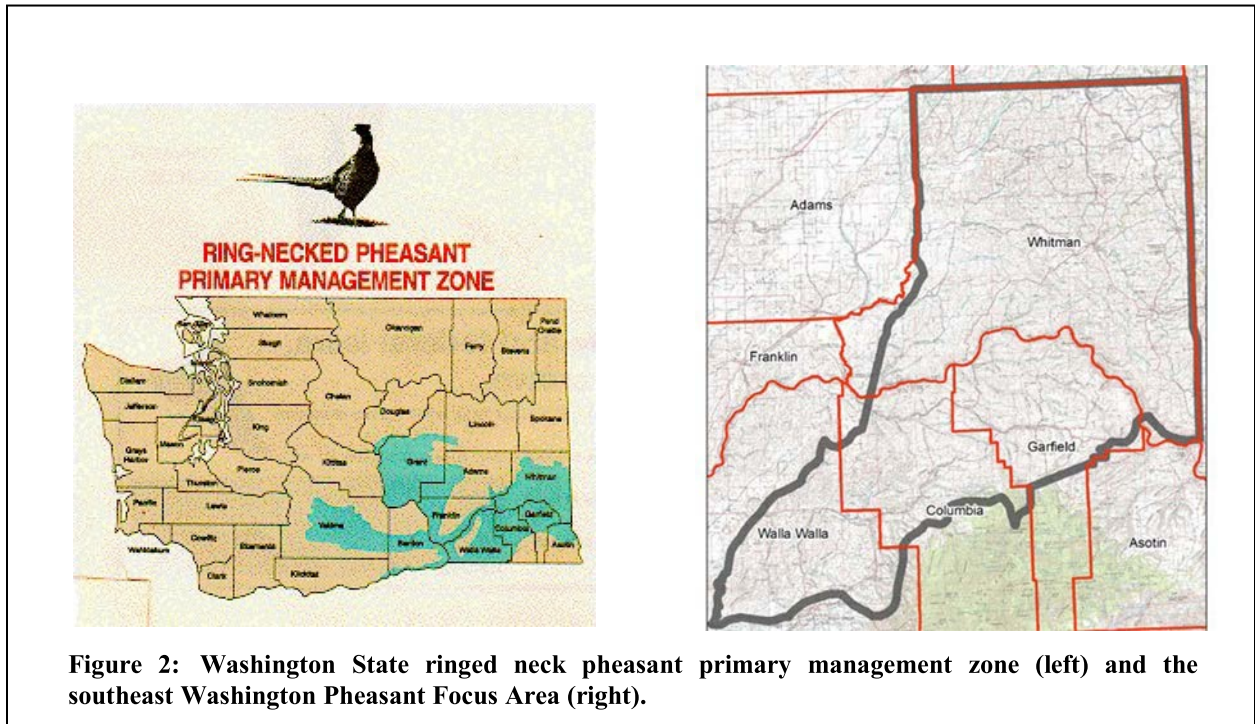 RING-NECKED PHEASANT
PRIMARY MANAGEMENT ZONE
Whatcom
Okanogan
Pend
Oreille
Ferry
Stevens
Skagit
Snohomish
Clallam
Chelan
Douglas
Jefferson
Lincoln
Spokane
King
Grays
Harbor
Mason
Kittitas
Grant
Adams
Whitman
Pierce
Thurston
Pacific
Lewis
Yakima
Franklin
Garfield
Columbia
Benton
Walla Walla
Asotin
Wahkiakum
Cowlitz
Skamania
Klickitat
Clark
Adams
Whitman
Franklin
Garfield
Columbia
Walla Walla
Asotin
Figure 2: Washington State ringed neck pheasant primary management zone (left) and the
southeast Washington Pheasant Focus Area (right).